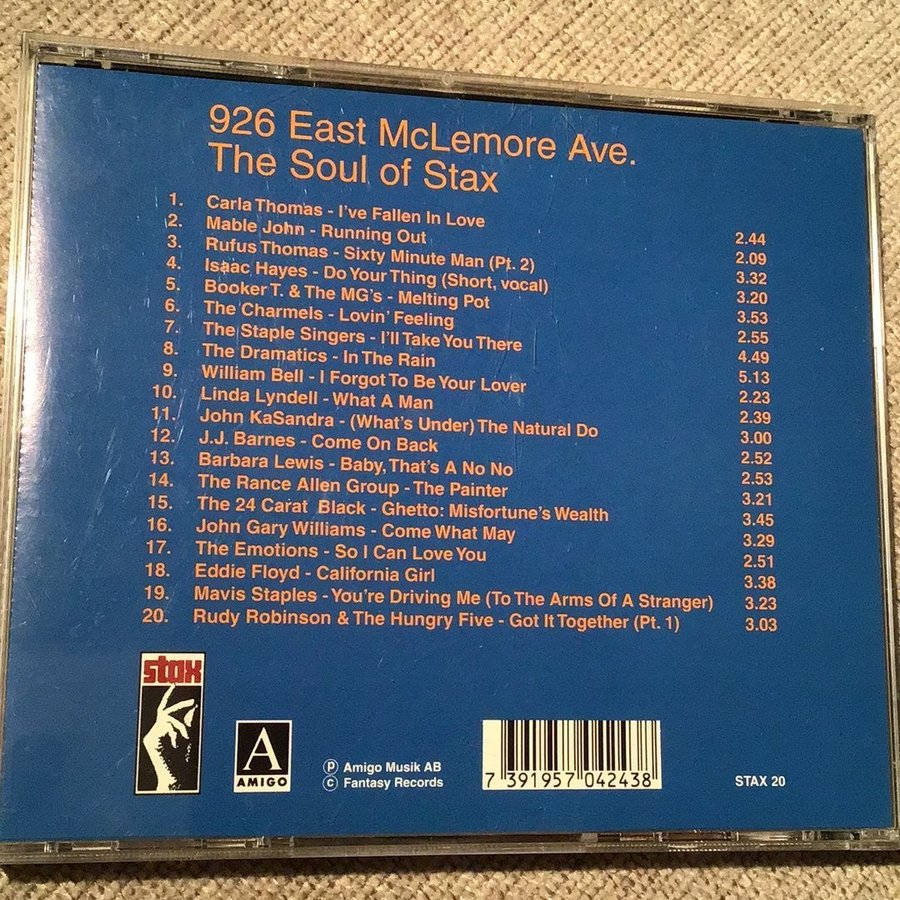 926 East McLemore Ave.
The Soul of Stax
1. Carla Thomas - I've Fallen In Love 2.44
2. Mable John - Running Out 2.09
3. Rufus Thomas - Sixty Minute Man (Pt. 2) 3.32
4. Isaac Hayes - Do Your Thing (Short, vocal) 3.20
5. Booker T. & The MG's - Melting Pot 3.53
6. The Charmels - Lovin' Feeling 2.55
7. The Staple Singers - I'll Take You There 4.49
8. The Dramatics - In The Rain 5.13
9. William Bell - I Forgot To Be Your Lover 2.23
10. Linda Lyndell - What A Man 2.39
11. John KaSandra - (What's Under) The Natural Do 3.00
12. J.J. Barnes - Come On Back 2.52
13. Barbara Lewis - Baby, That's A No No 2.53
14. The Rance Allen Group - The Painter 3.21
15. The 24 Carat Black - Ghetto: Misfortune's Wealth 3.45
16. John Gary Williams - Come What May 3.29
17. The Emotions - So I Can Love You 2.51
18. Eddie Floyd - California Girl 3.38
19. Mavis Staples - You're Driving Me (To The Arms Of A Stranger) 3.23
20. Rudy Robinson & The Hungry Five - Got It Together (Pt. 1) 3.03
stax
A
AMIGO
℗ Amigo Musik AB
© Fantasy Records
7 391957 042438
STAX 20